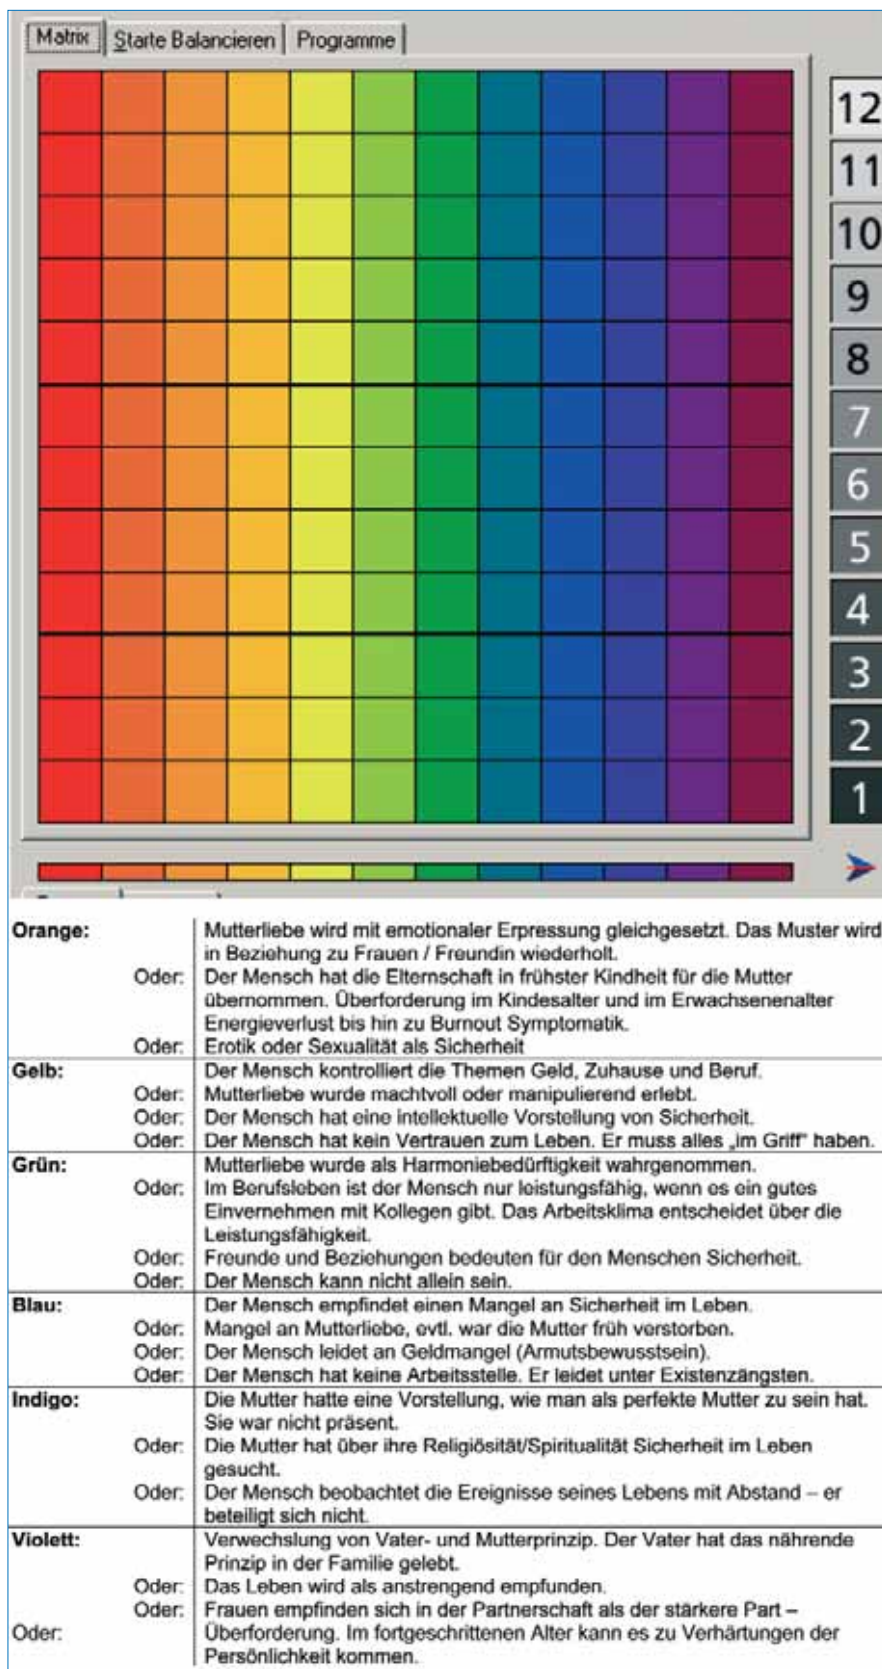 Matrix Starte Balancieren Programme
12
11
10
9
8
7
6
5
4
3
2
1
Orange: Mutterliebe wird mit emotionaler Erpressung gleichgesetzt. Das Muster wird
in Beziehung zu Frauen / Freundin wiederholt.
Oder: Der Mensch hat die Elternschaft in frühster Kindheit für die Mutter
übernommen. Überforderung im Kindesalter und im Erwachsenenalter
Energieverlust bis hin zu Burnout Symptomatik.
Oder: Erotik oder Sexualität als Sicherheit
Gelb: Der Mensch kontrolliert die Themen Geld, Zuhause und Beruf.
Oder: Mutterliebe wurde machtvoll oder manipulierend erlebt.
Oder: Der Mensch hat eine intellektuelle Vorstellung von Sicherheit.
Oder: Der Mensch hat kein Vertrauen zum Leben. Er muss alles „im Griff" haben.
Grün: Mutterliebe wurde als Harmoniebedürftigkeit wahrgenommen.
Oder: Im Berufsleben ist der Mensch nur leistungsfähig, wenn es ein gutes
Einvernehmen mit Kollegen gibt. Das Arbeitsklima entscheidet über die
Leistungsfähigkeit.
Oder: Freunde und Beziehungen bedeuten für den Menschen Sicherheit.
Oder: Der Mensch kann nicht allein sein.
Blau: Der Mensch empfindet einen Mangel an Sicherheit im Leben.
Oder: Mangel an Mutterliebe, evtl. war die Mutter früh verstorben.
Oder: Der Mensch leidet an Geldmangel (Armutsbewusstsein).
Oder: Der Mensch hat keine Arbeitsstelle. Er leidet unter Existenzängsten.
Indigo: Die Mutter hatte eine Vorstellung, wie man als perfekte Mutter zu sein hat.
Sie war nicht präsent.
Oder: Die Mutter hat über ihre Religiösität/Spiritualität Sicherheit im Leben
gesucht.
Oder: Der Mensch beobachtet die Ereignisse seines Lebens mit Abstand – er
beteiligt sich nicht.
Violett: Verwechslung von Vater- und Mutterprinzip. Der Vater hat das nährende
Prinzip in der Familie gelebt.
Oder: Das Leben wird als anstrengend empfunden.
Oder: Frauen empfinden sich in der Partnerschaft als der stärkere Part –
Oder: Überforderung. Im fortgeschrittenen Alter kann es zu Verhärtungen der
Persönlichkeit kommen.